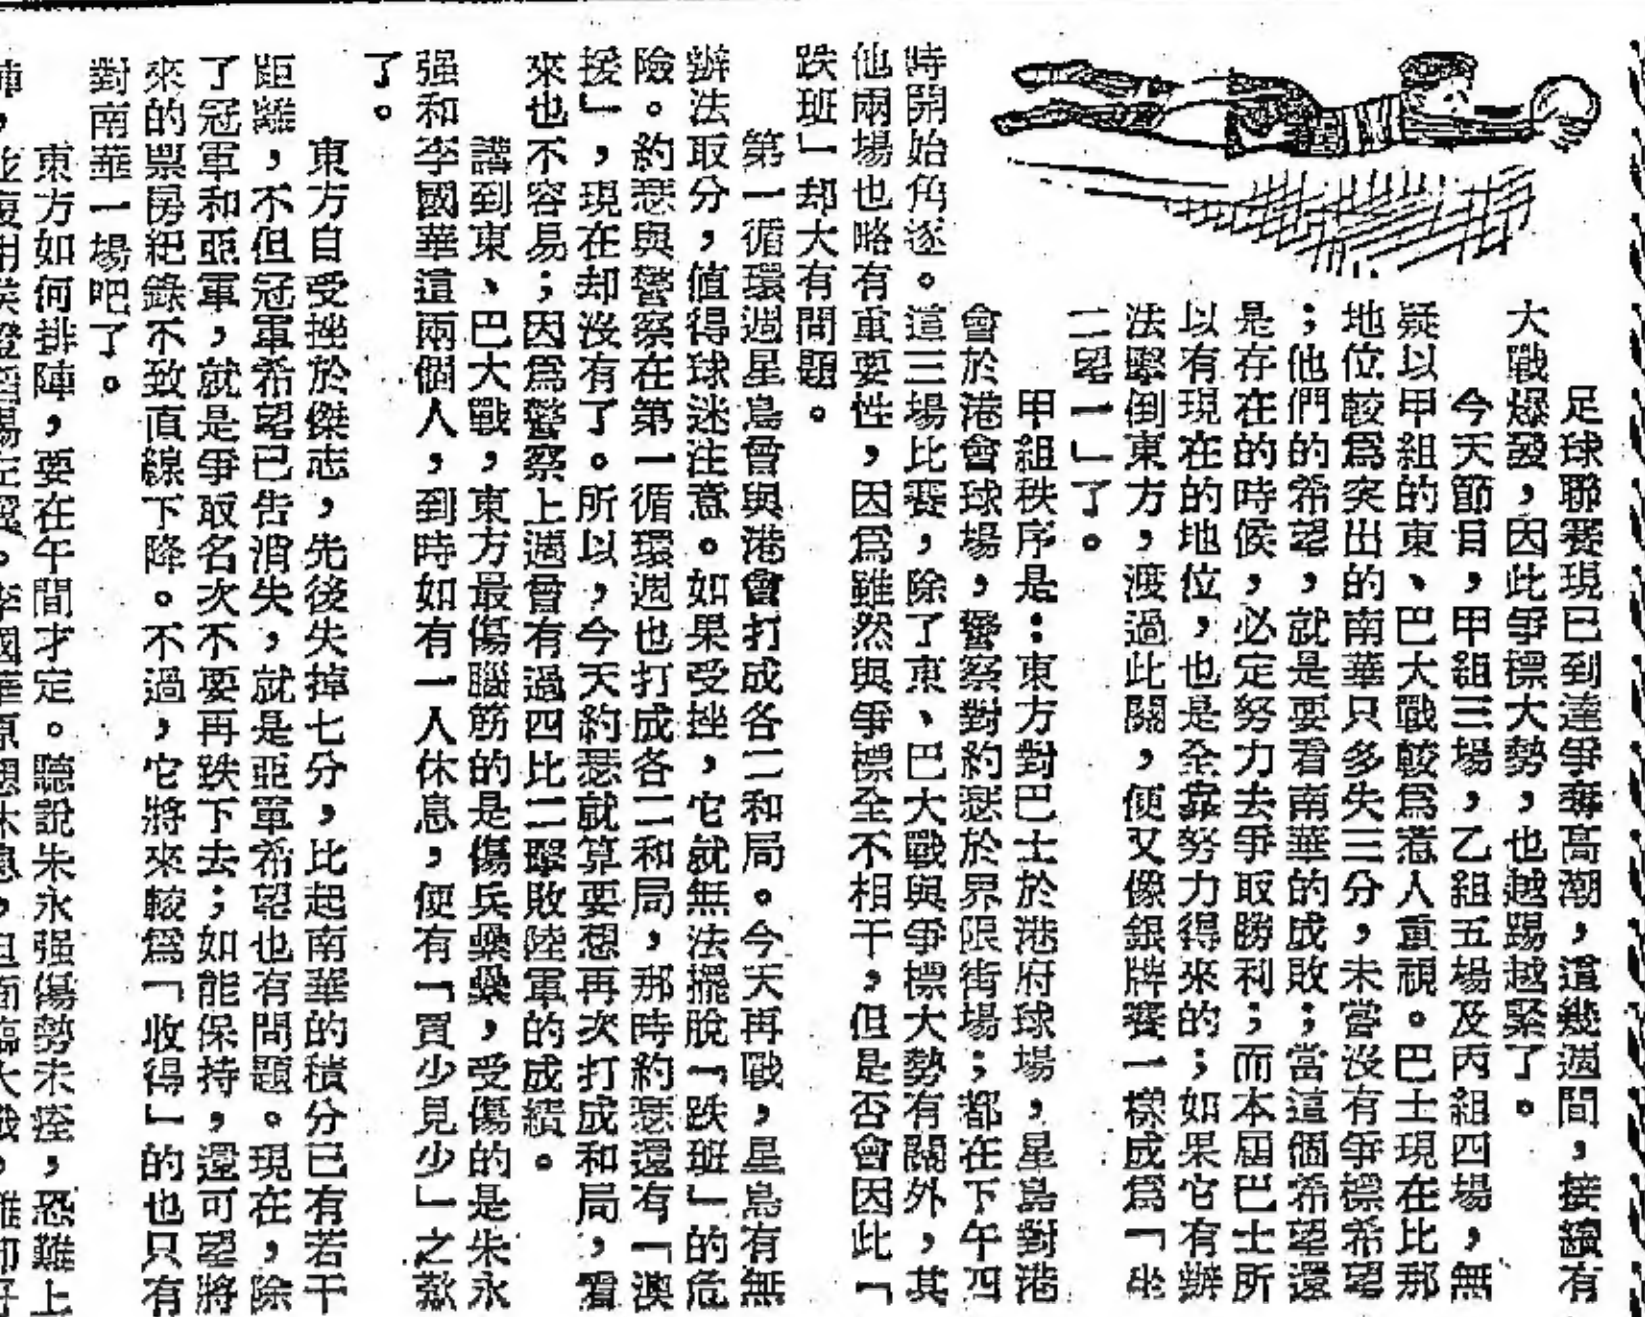 足球聯賽現已到達爭奪高潮，這幾週間，接續有
大戰爆發，因此爭標大勢，也越踢越緊了。
今天節目，甲組三場，乙組五場及丙組四場，無
疑以甲組的東、巴大戰較爲惹人重視。巴士現在比那
地位較爲突出的南華只多失三分，未嘗沒有爭標希望
；他們的希望，就是要看南華的成敗；當這個希望還
是存在的時候，必定努力去爭取勝利；而本屆巴士所
以有現在的地位，也是全靠努力得來的；如果它有辦
法擊倒東方，渡過此關，便又像銀牌賽一樣成爲「坐
二望一」了。
甲組秩序是：東方對巴士於港府球場，星島對港
會於港會球場，警察對約瑟於界限街場；都在下午四
時開始角逐。這三場比賽，除了東、巴大戰與爭標大勢有關外，其
他兩場也略有重要性，因爲雖然與爭標全不相干，但是否會因此「
跌班」却大有問題。
第一循環週星島曾與港會打成各二和局。今天再戰，星島有無
辦法取分，值得球迷注意。如果受挫，它就無法擺脫「跌班」的危
險。約瑟與警察在第一循環週也打成各二和局，那時約瑟還有「澳
援」，現在却沒有了。所以，今天約瑟就算要想再次打成和局，看
來也不容易；因爲警察上週曾有過四比二擊敗陸軍的成績。
講到東、巴大戰，東方最傷腦筋的是傷兵纍纍，受傷的是朱永
强和李國華這兩個人，到時如有一人休息，便有「買少見少」之慨
了。
東方自受挫於傑志，先後失掉七分，比起南華的積分已有若干
距離，不但冠軍希望已告消失，就是亞軍希望也有問題。現在，除
了冠軍和亞軍，就是爭取名次不要再跌下去；如能保持，還可望將
來的票房紀錄不致直線下降。不過，它將來較爲「收得」的也只有
對南華一場吧了。
東方如何排陣，要在午間才定。聽說朱永强傷勢未痊，恐難上